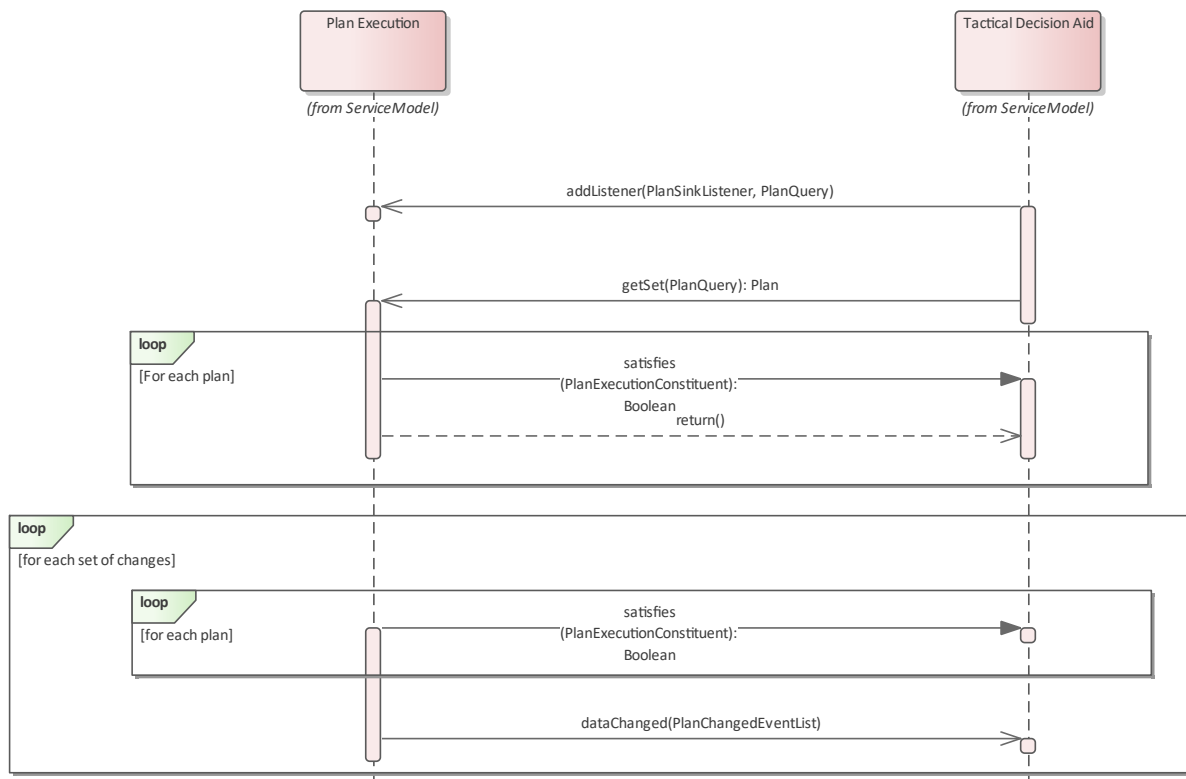 Plan Execution
Tactical Decision Aid
(from ServiceModel)
(from ServiceModel)
addListener(PlanSinkListener, PlanQuery)
getSet(PlanQuery): Plan
loop
[For each plan]
satisfies
(PlanExecutionConstituent):
Boolean
return()
loop
[for each set of changes]
loop
[for each plan]
satisfies
(PlanExecutionConstituent):
Boolean
dataChanged(PlanChangedEventList)